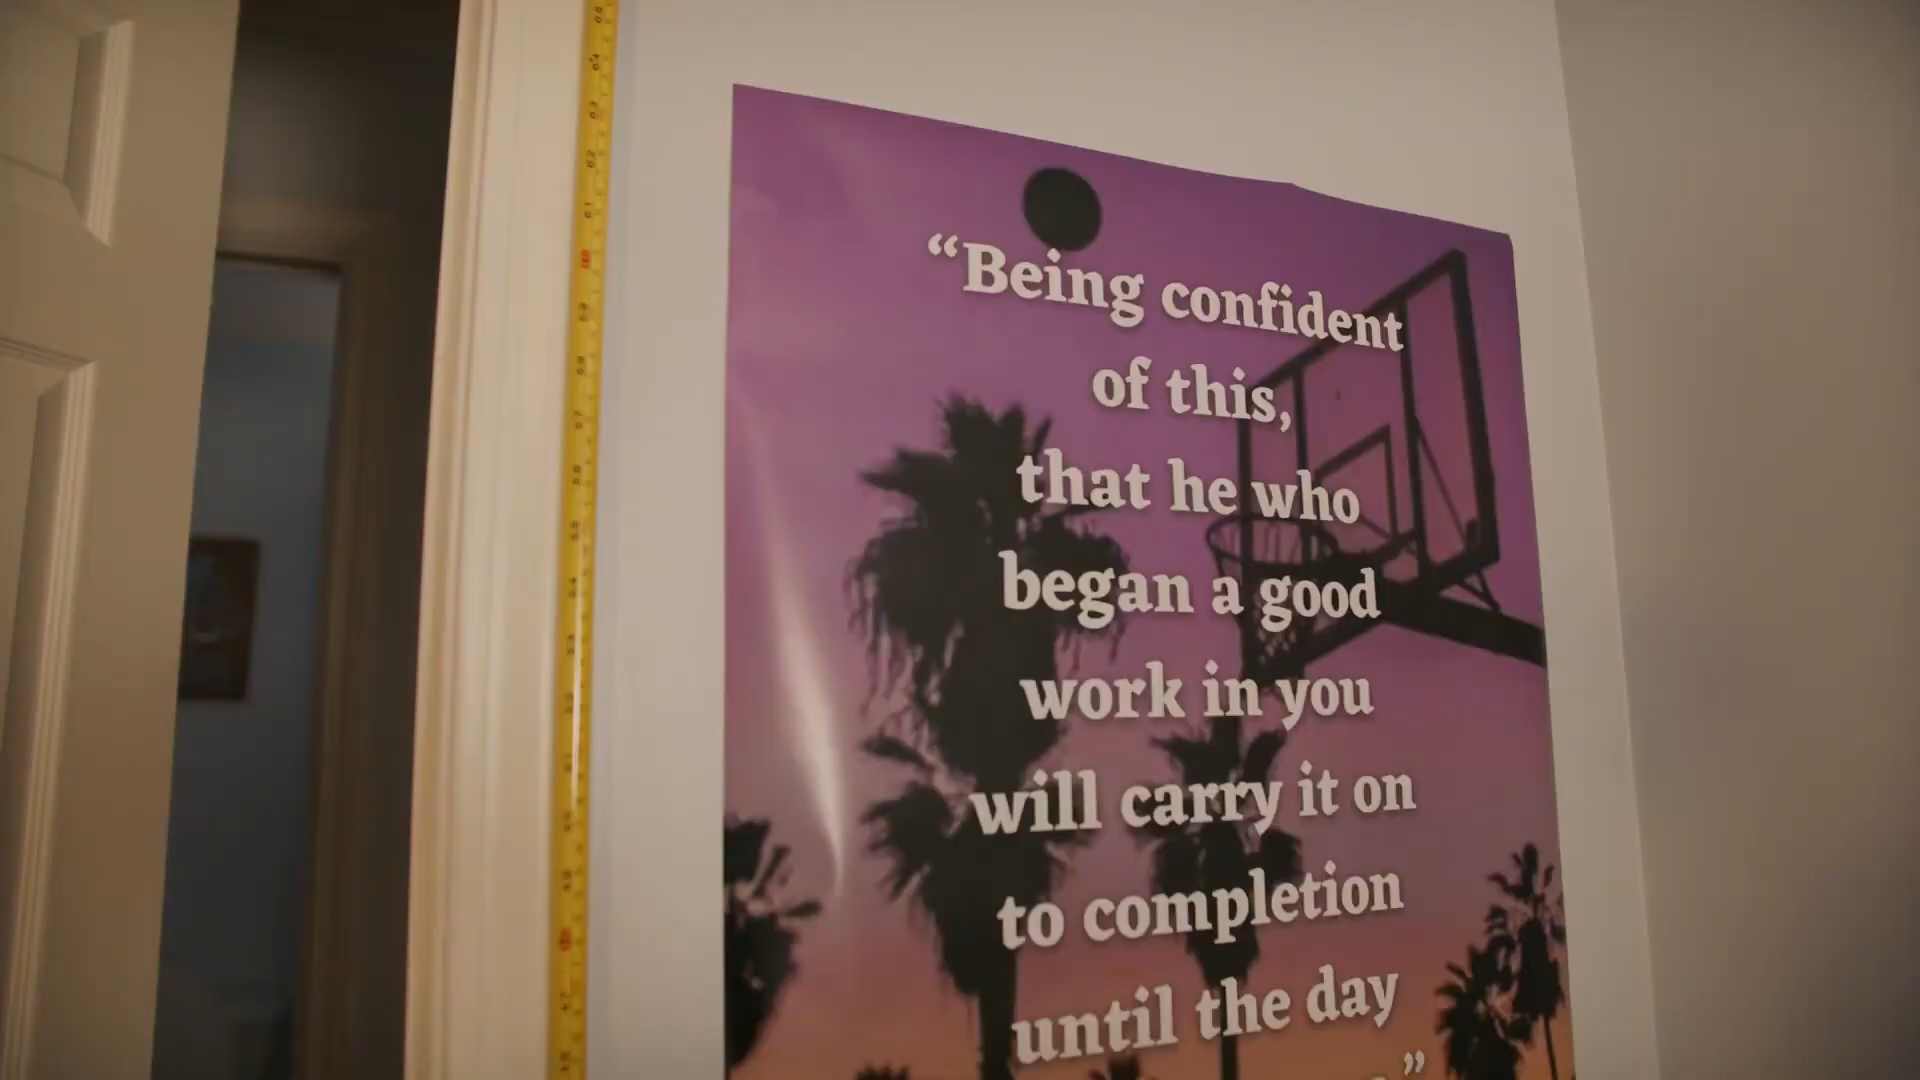 “Being confident
of this,
that he who
began a good
work in you
will carry it on
to completion
until the day
”